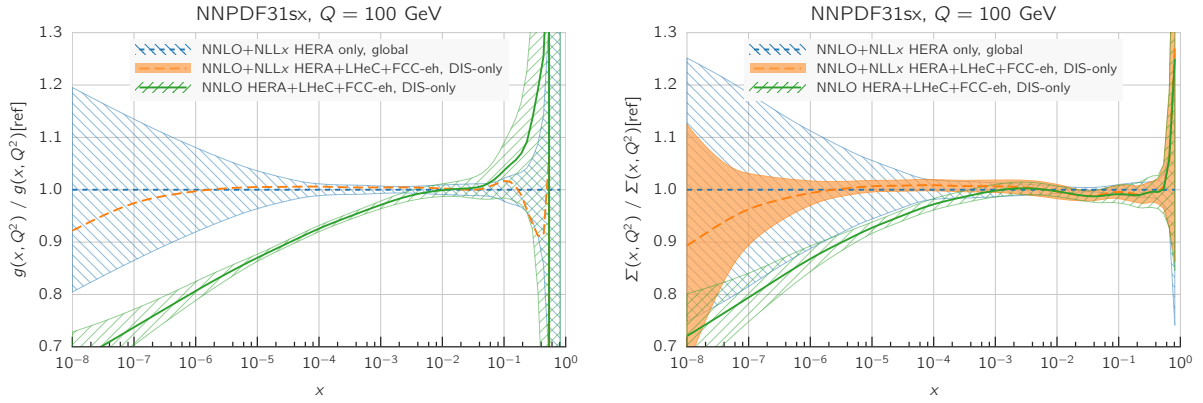 NNPDF31sx, Q = 100 GeV
NNLO+NLLx HERA only, global
NNLO+NLLx HERA+LHeC+FCC-eh, DIS-only
NNLO HERA+LHeC+FCC-eh, DIS-only
g(x, Q²) / g(x, Q²)[ref]
1.3
1.2
1.1
1.0
0.9
0.8
0.7
10⁻⁸ 10⁻⁷ 10⁻⁶ 10⁻⁵ 10⁻⁴ 10⁻³ 10⁻² 10⁻¹ 10⁰
x
NNPDF31sx, Q = 100 GeV
NNLO+NLLx HERA only, global
NNLO+NLLx HERA+LHeC+FCC-eh, DIS-only
NNLO HERA+LHeC+FCC-eh, DIS-only
Σ(x, Q²) / Σ(x, Q²)[ref]
1.3
1.2
1.1
1.0
0.9
0.8
0.7
10⁻⁸ 10⁻⁷ 10⁻⁶ 10⁻⁵ 10⁻⁴ 10⁻³ 10⁻² 10⁻¹ 10⁰
x